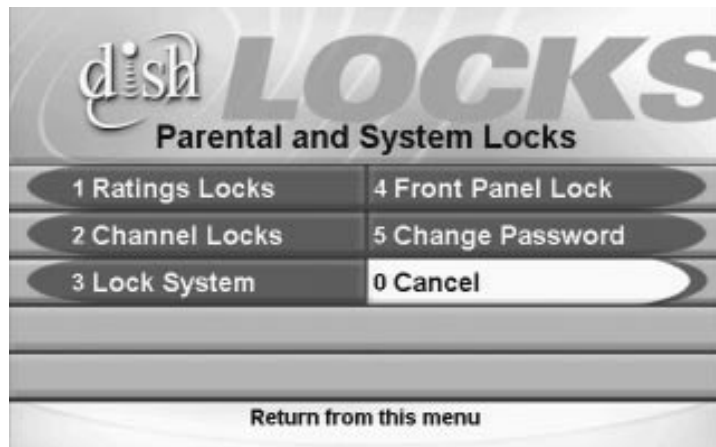 dish LOCKS
Parental and System Locks
1 Ratings Locks
4 Front Panel Lock
2 Channel Locks
5 Change Password
3 Lock System
0 Cancel
Return from this menu